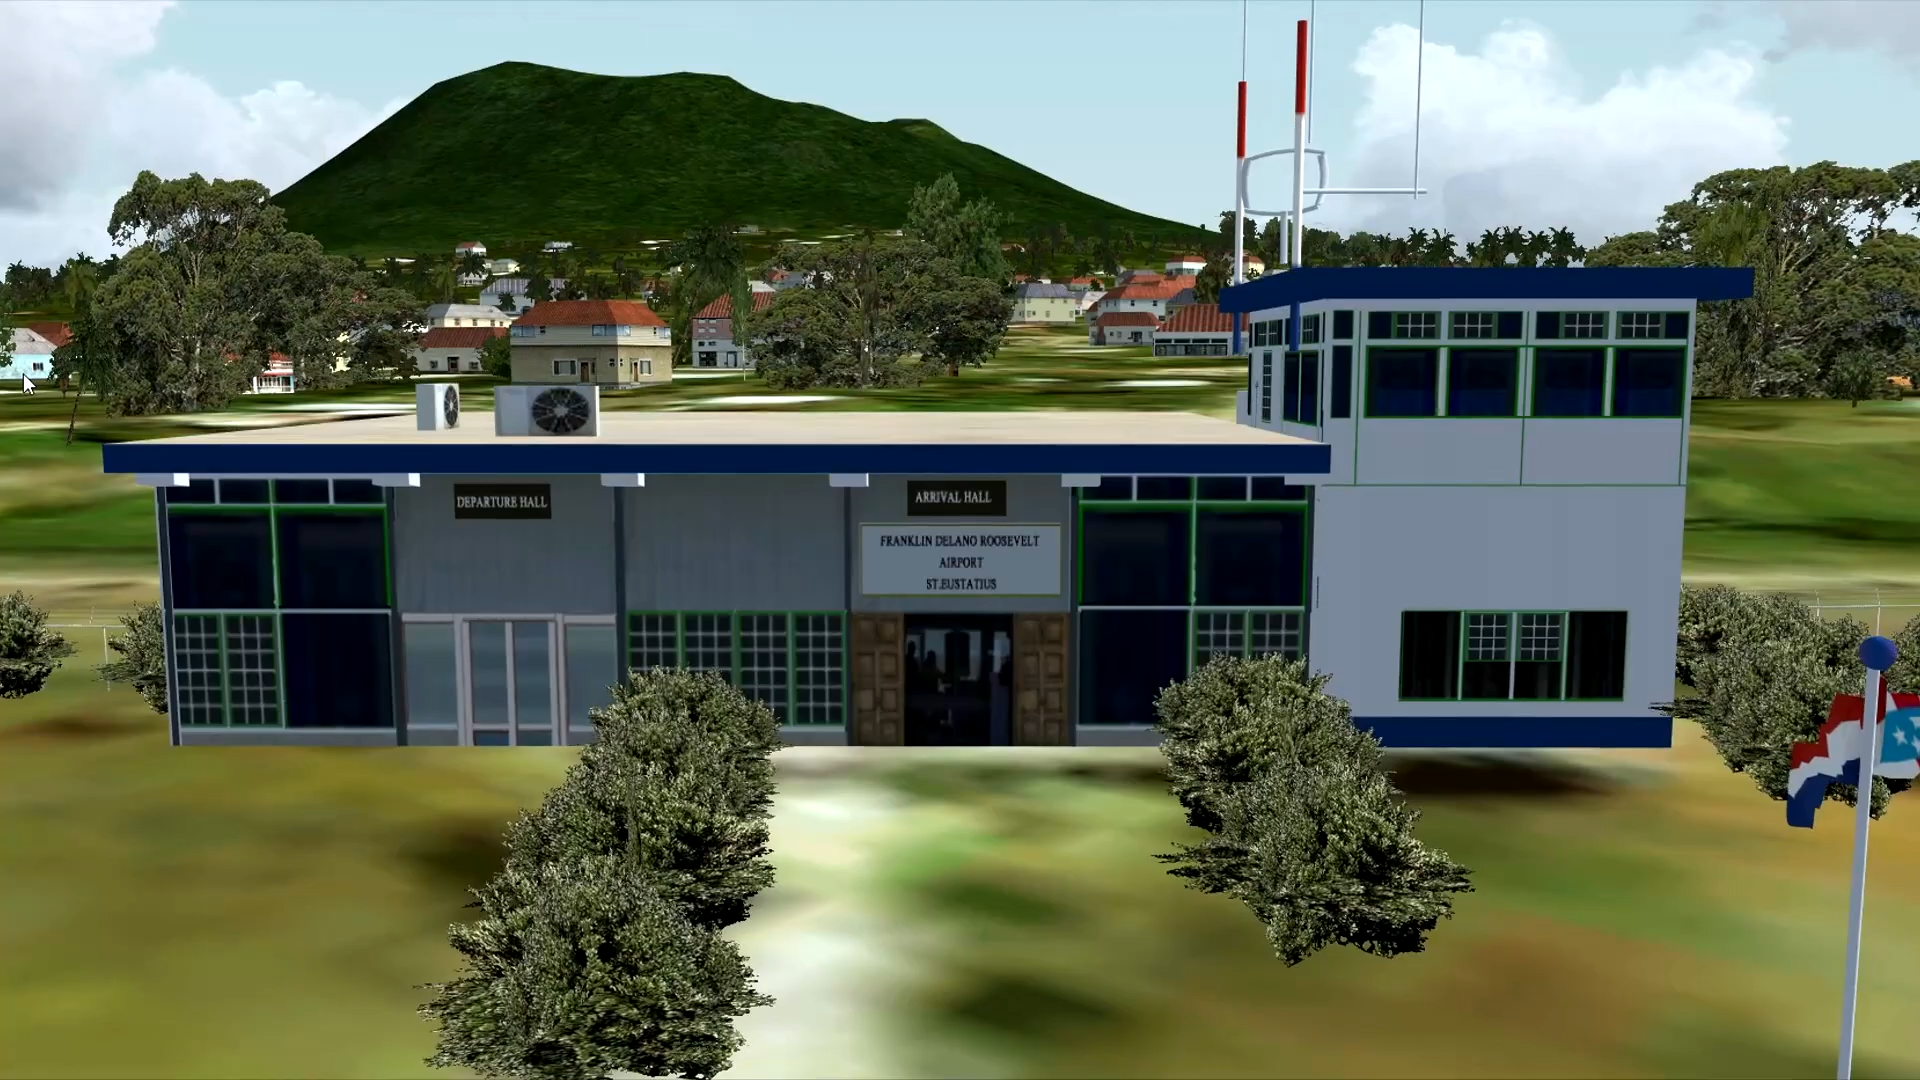 DEPARTURE HALL
ARRIVAL HALL
FRANKLIN DELANO ROOSEVELT
AIRPORT
ST.EUSTATIUS